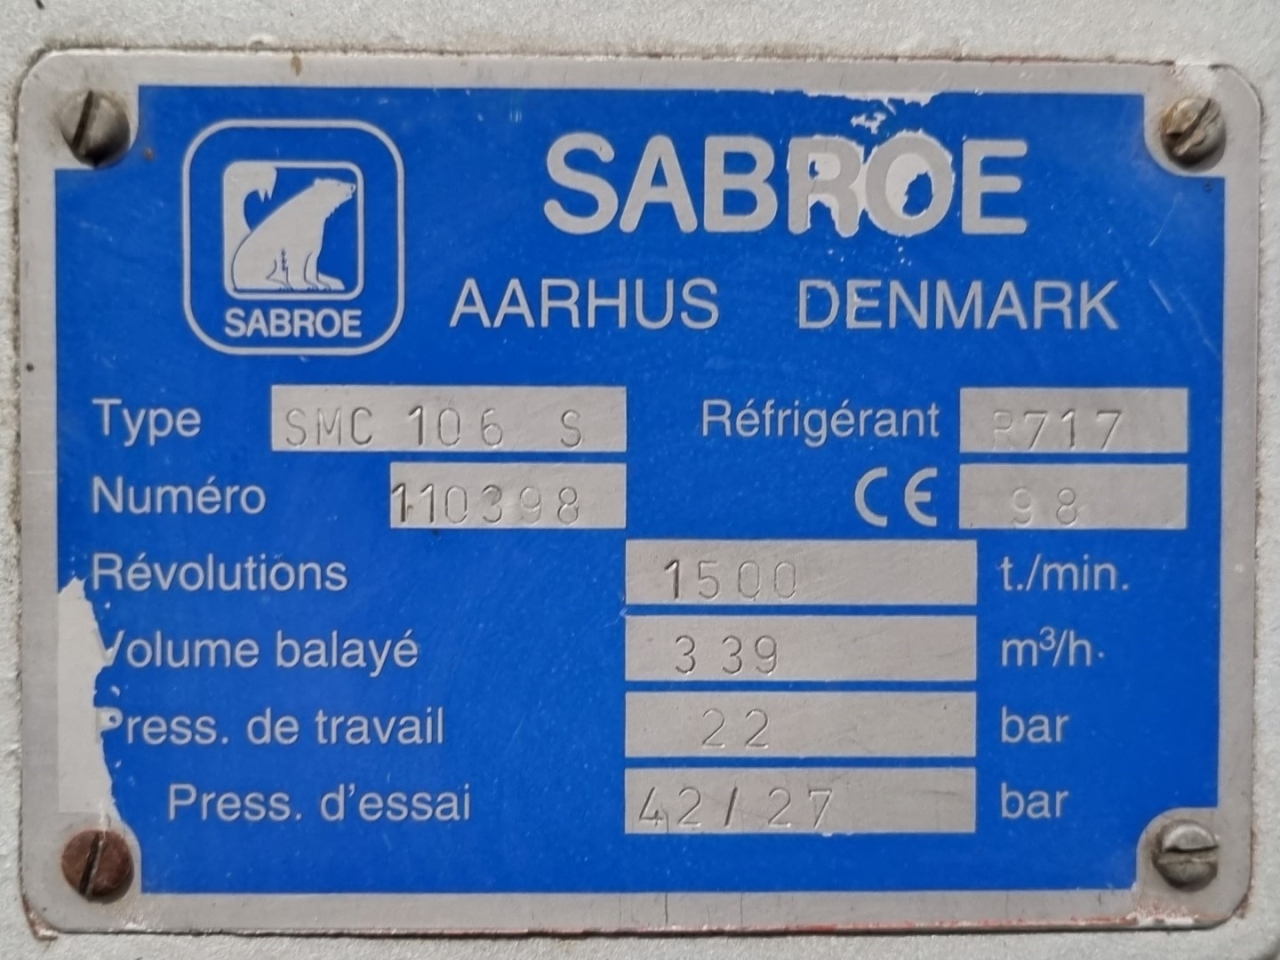 SABROE
SABROE
AARHUS DENMARK
Type SMC 106 S Réfrigérant R717
Numéro 110398 CE 98
Révolutions 1500 t./min.
Volume balayé 339 m³/h.
Press. de travail 22 bar
Press. d'essai 42/27 bar